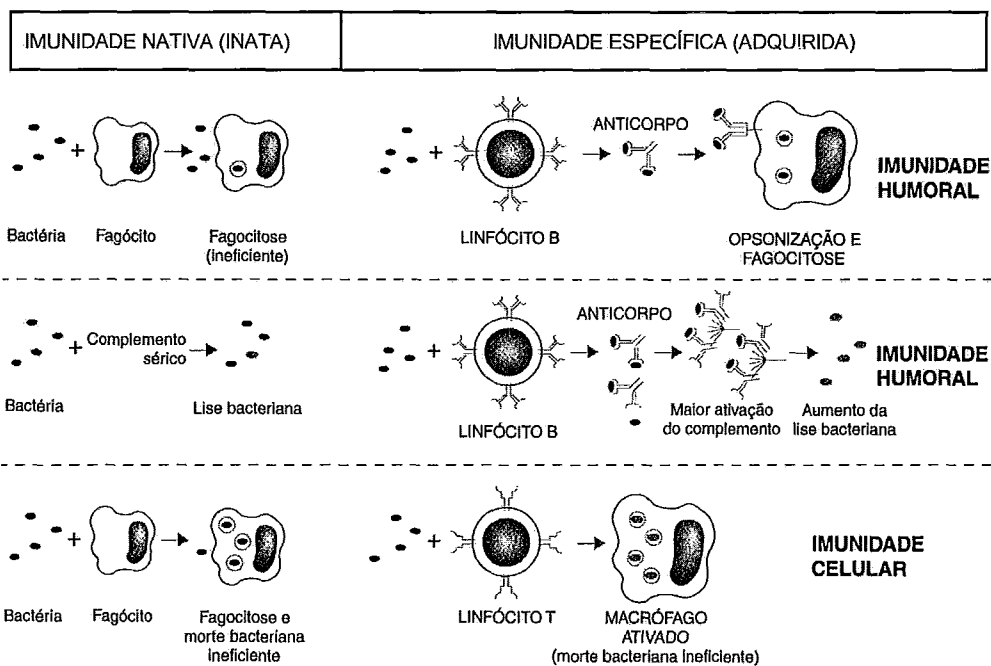 IMUNIDADE NATIVA (INATA)
IMUNIDADE ESPECÍFICA (ADQUIRIDA)
ANTICORPO
IMUNIDADE
HUMORAL
Bactéria
Fagócito
Fagocitose
(ineficiente)
LINFÓCITO B
OPSONIZAÇÃO E
FAGOCITOSE
Complemento
sérico
ANTICORPO
IMUNIDADE
HUMORAL
Bactéria
Lise bacteriana
LINFÓCITO B
Maior ativação
do complemento
Aumento da
lise bacteriana
IMUNIDADE
CELULAR
Bactéria
Fagócito
Fagocitose e
morte bacteriana
ineficiente
LINFÓCITO T
MACRÓFAGO
ATIVADO
(morte bacteriana ineficiente)